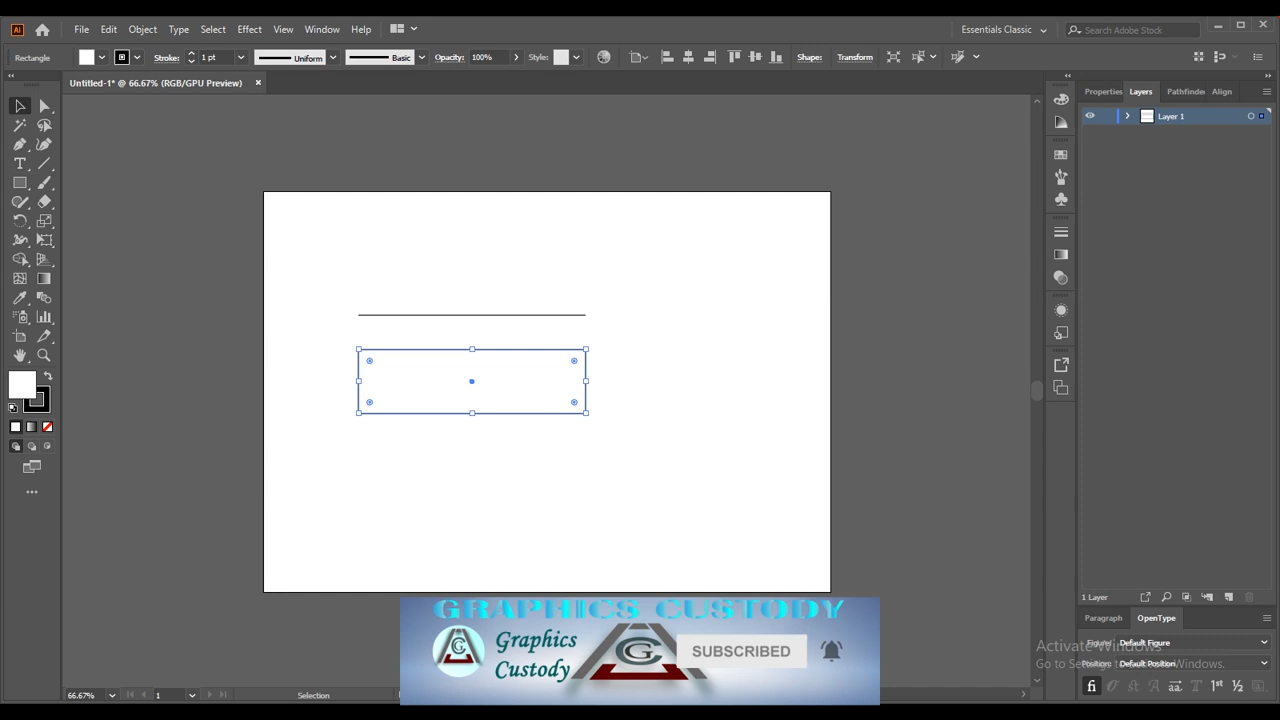 Ai File Edit Object Type Select Effect View Window Help Essentials Classic Search Adobe Stock
Rectangle Stroke: 1 pt Uniform Basic Opacity: 100% Style: Shape: Transform
Untitled-1* @ 66.67% (RGB/GPU Preview) Properties Layers Pathfinder Align
Layer 1
1 Layer
GRAPHICS CUSTODY
Graphics
Custody
G
SUBSCRIBED
Paragraph OpenType
Figure: Default Figure
Activate Windows
Position: Default Position
Go to Settings to activate Windows.
66.67% 1 Selection